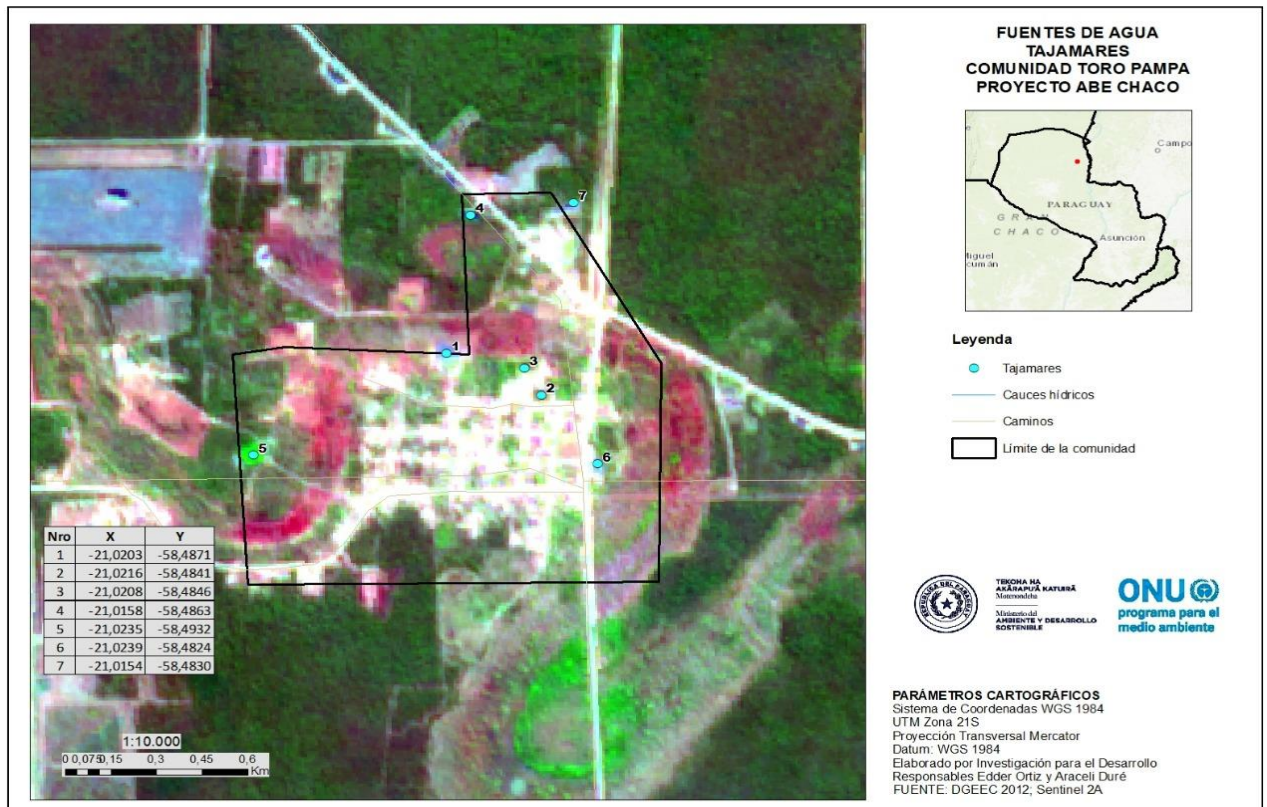 FUENTES DE AGUA
TAJAMARES
COMUNIDAD TORO PAMPA
PROYECTO ABE CHACO
Campo
PARAGUAY
GRAN
CHACO
Asunción
Miguel
cumán
Leyenda
Tajamares
Cauces hídricos
Caminos
Límite de la comunidad
7
4
1
3
2
5
6
Nro X Y
1 -21,0203 -58,4871
2 -21,0216 -58,4841
3 -21,0208 -58,4846
4 -21,0158 -58,4863
5 -21,0235 -58,4932
6 -21,0239 -58,4824
7 -21,0154 -58,4830
1:10.000
0 0,075 0,15 0,3 0,45 0,6
Km
REPUBLICA DEL PARAGUAY
TEKOHA HA
AKÃRAPU'Ã KATUIRÃ
Motenondeha
Ministerio del
AMBIENTE Y DESARROLLO
SOSTENIBLE
ONU
programa para el
medio ambiente
PARÁMETROS CARTOGRÁFICOS
Sistema de Coordenadas WGS 1984
UTM Zona 21S
Proyección Transversal Mercator
Datum: WGS 1984
Elaborado por Investigación para el Desarrollo
Responsables Edder Ortiz y Araceli Duré
FUENTE: DGEEC 2012; Sentinel 2A